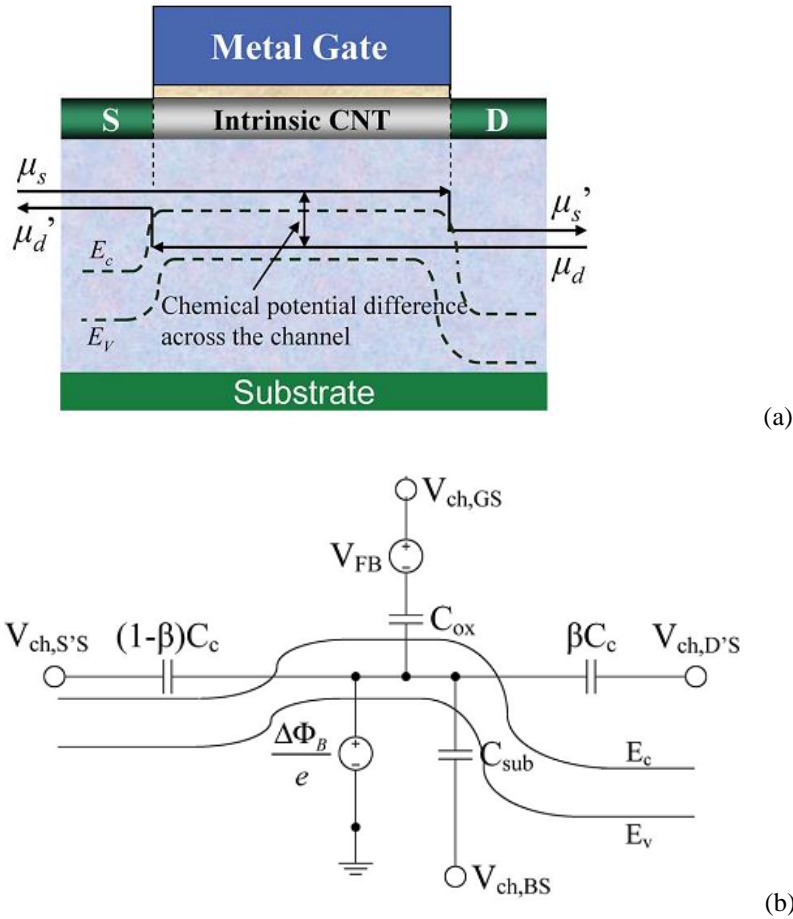 Metal Gate
S
Intrinsic CNT
D
μs
μs'
μd'
μd
Ec
Chemical potential difference
across the channel
EV
Substrate
(a)
Vch,GS
VFB
Cox
Vch,S'S
(1-β)Cc
βCc
Vch,D'S
ΔΦB
e
Csub
Ec
Ev
Vch,BS
(b)